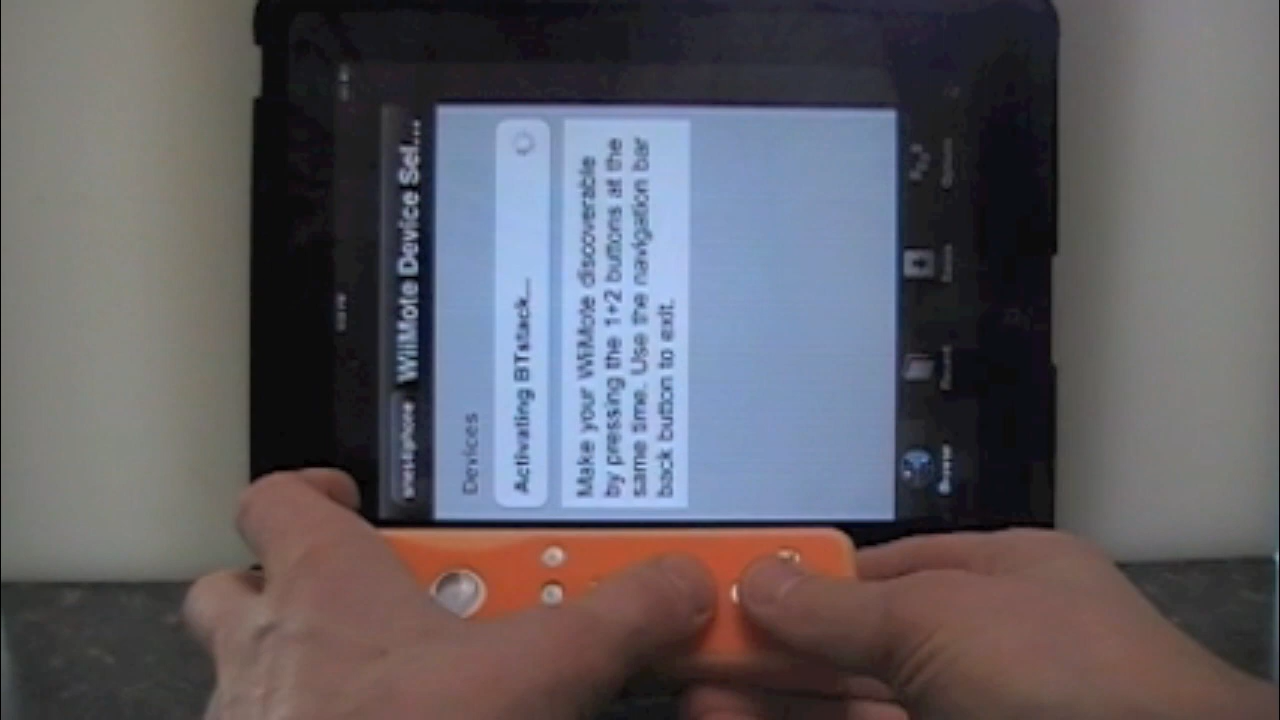 WiiMote Device Sel...
Devices
Activating BTstack...
Make your WiiMote discoverable
by pressing the 1+2 buttons at the
same time. Use the navigation bar
back button to exit.